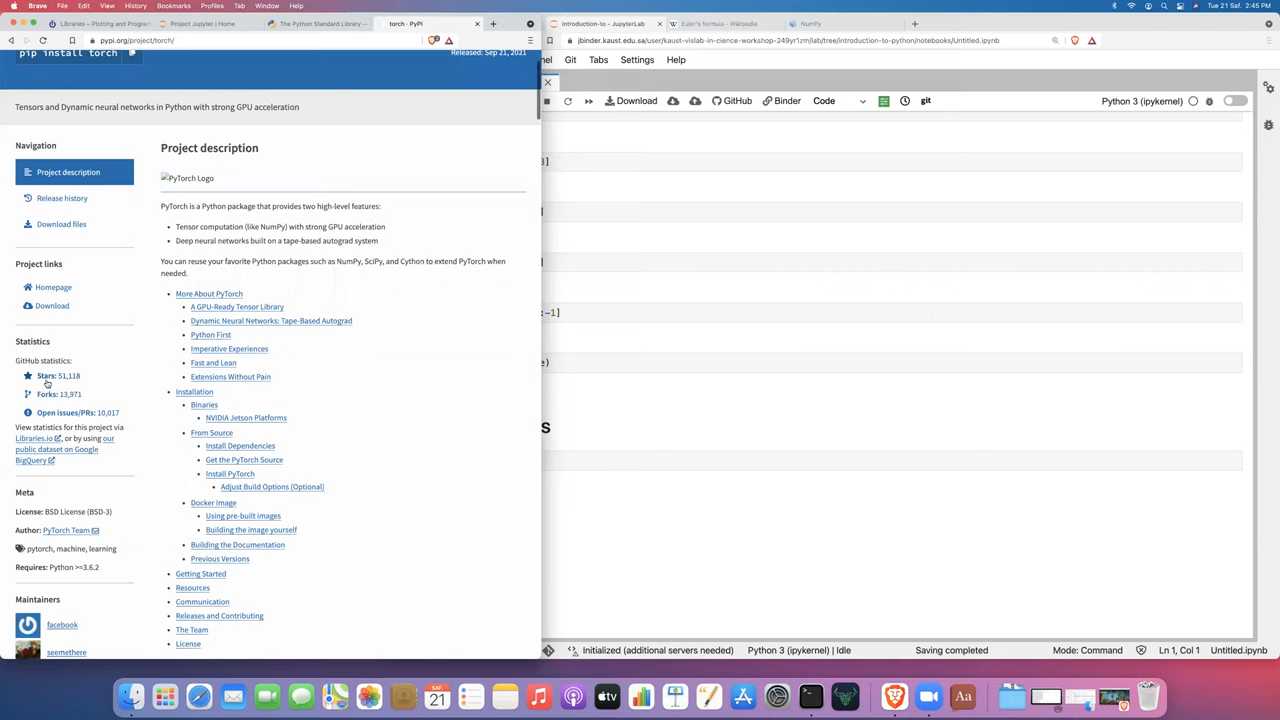 Brave File Edit View History Bookmarks Profiles Tab Window Help
Tue 21 Saf. 2:45 PM
Libraries – Plotting and Program
Project Jupyter | Home
The Python Standard Library —
torch · PyPI
pypi.org/project/torch/
pip install torch
Released: Sep 21, 2021
Tensors and Dynamic neural networks in Python with strong GPU acceleration
Navigation
Project description
Release history
Download files
Project links
Homepage
Download
Statistics
GitHub statistics:
Stars: 51,118
Forks: 13,971
Open issues/PRs: 10,017
View statistics for this project via
Libraries.io, or by using our
public dataset on Google
BigQuery
Meta
License: BSD License (BSD-3)
Author: PyTorch Team
pytorch, machine, learning
Requires: Python >=3.6.2
Maintainers
facebook
seemethere
Project description
PyTorch Logo
PyTorch is a Python package that provides two high-level features:
Tensor computation (like NumPy) with strong GPU acceleration
Deep neural networks built on a tape-based autograd system
You can reuse your favorite Python packages such as NumPy, SciPy, and Cython to extend PyTorch when
needed.
More About PyTorch
A GPU-Ready Tensor Library
Dynamic Neural Networks: Tape-Based Autograd
Python First
Imperative Experiences
Fast and Lean
Extensions Without Pain
Installation
Binaries
NVIDIA Jetson Platforms
From Source
Install Dependencies
Get the PyTorch Source
Install PyTorch
Adjust Build Options (Optional)
Docker Image
Using pre-built images
Building the image yourself
Building the Documentation
Previous Versions
Getting Started
Resources
Communication
Releases and Contributing
The Team
License
introduction-to – JupyterLab
Euler's formula - Wikipedia
NumPy
jbinder.kaust.edu.sa/user/kaust-vislab-in-cience-workshop-249yr1zm/lab/tree/introduction-to-python/notebooks/Untitled.ipynb
nel Git Tabs Settings Help
Download GitHub Binder Code git
Python 3 (ipykernel)
3]
]
]
:-1]
e)
s
Initialized (additional servers needed) Python 3 (ipykernel) | Idle Saving completed Mode: Command Ln 1, Col 1 Untitled.ipynb
SAF.
21
tv
Aa